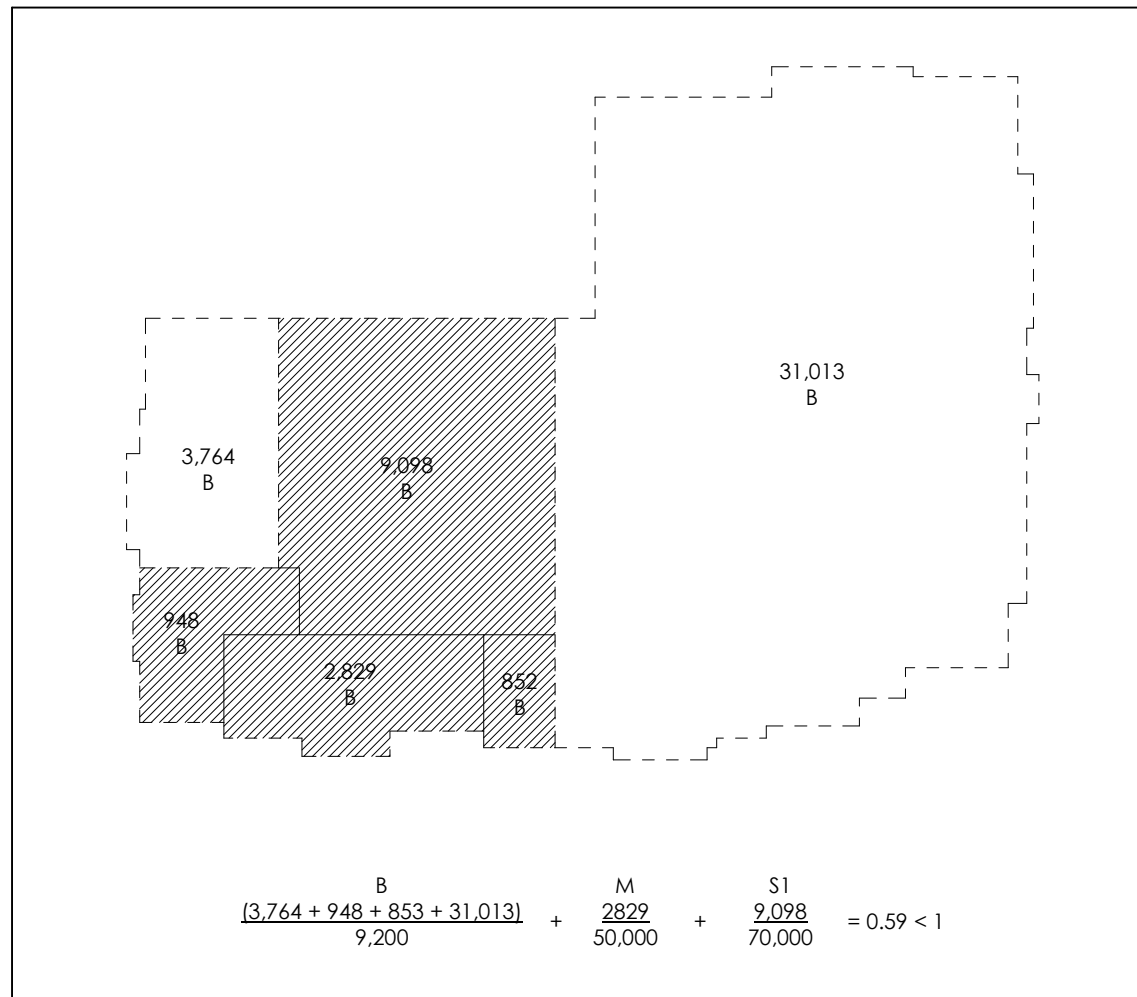 31,013
B
3,764
B
9,098
B
948
B
2,829
B
852
B
B M S1
(3,764 + 948 + 853 + 31,013) + 2829 + 9,098 = 0.59 < 1
9,200 50,000 70,000